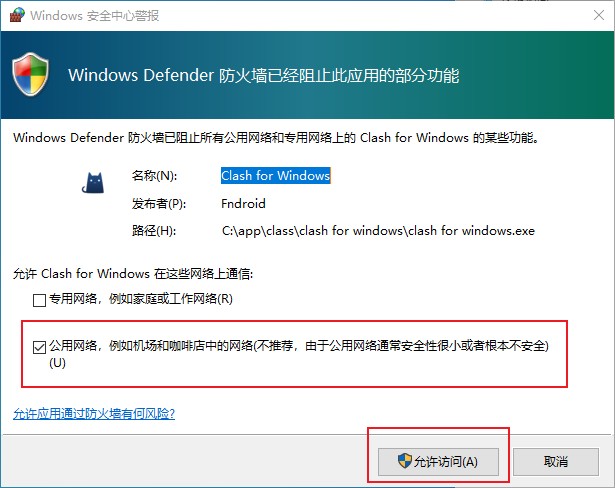 Windows 安全中心警报
Windows Defender 防火墙已经阻止此应用的部分功能
Windows Defender 防火墙已阻止所有公用网络和专用网络上的 Clash for Windows 的某些功能。
名称(N): Clash for Windows
发布者(P): Fndroid
路径(H): C:\app\class\clash for windows\clash for windows.exe
允许 Clash for Windows 在这些网络上通信:
专用网络，例如家庭或工作网络(R)
公用网络，例如机场和咖啡店中的网络(不推荐，由于公用网络通常安全性很小或者根本不安全)
(U)
允许应用通过防火墙有何风险?
允许访问(A) 取消